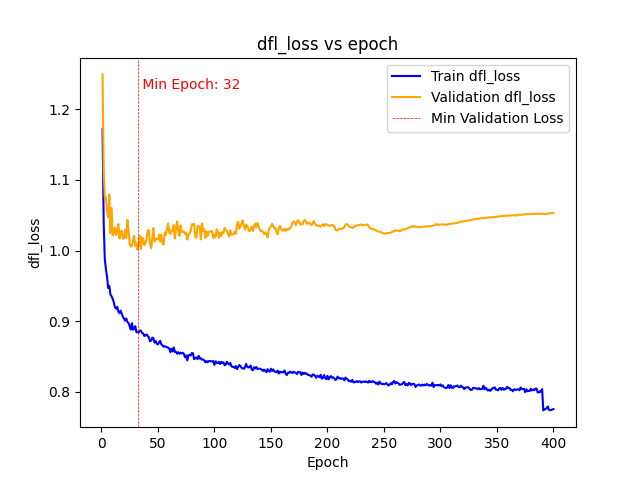 dfl_loss vs epoch
Min Epoch: 32
Train dfl_loss
Validation dfl_loss
Min Validation Loss
dfl_loss
1.2
1.1
1.0
0.9
0.8
0 50 100 150 200 250 300 350 400
Epoch